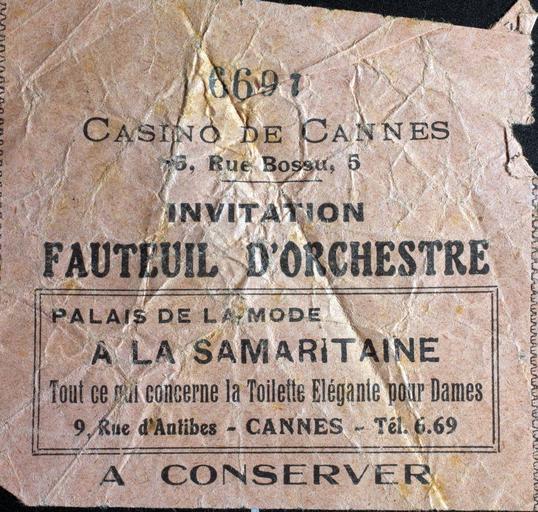 6697
CASINO DE CANNES
5, Rue Bossu, 5
INVITATION
FAUTEUIL D'ORCHESTRE
PALAIS DE LA MODE
A LA SAMARITAINE
Tout ce qui concerne la Toilette Elégante pour Dames
9, Rue d'Antibes - CANNES - Tél. 6.69
A CONSERVER